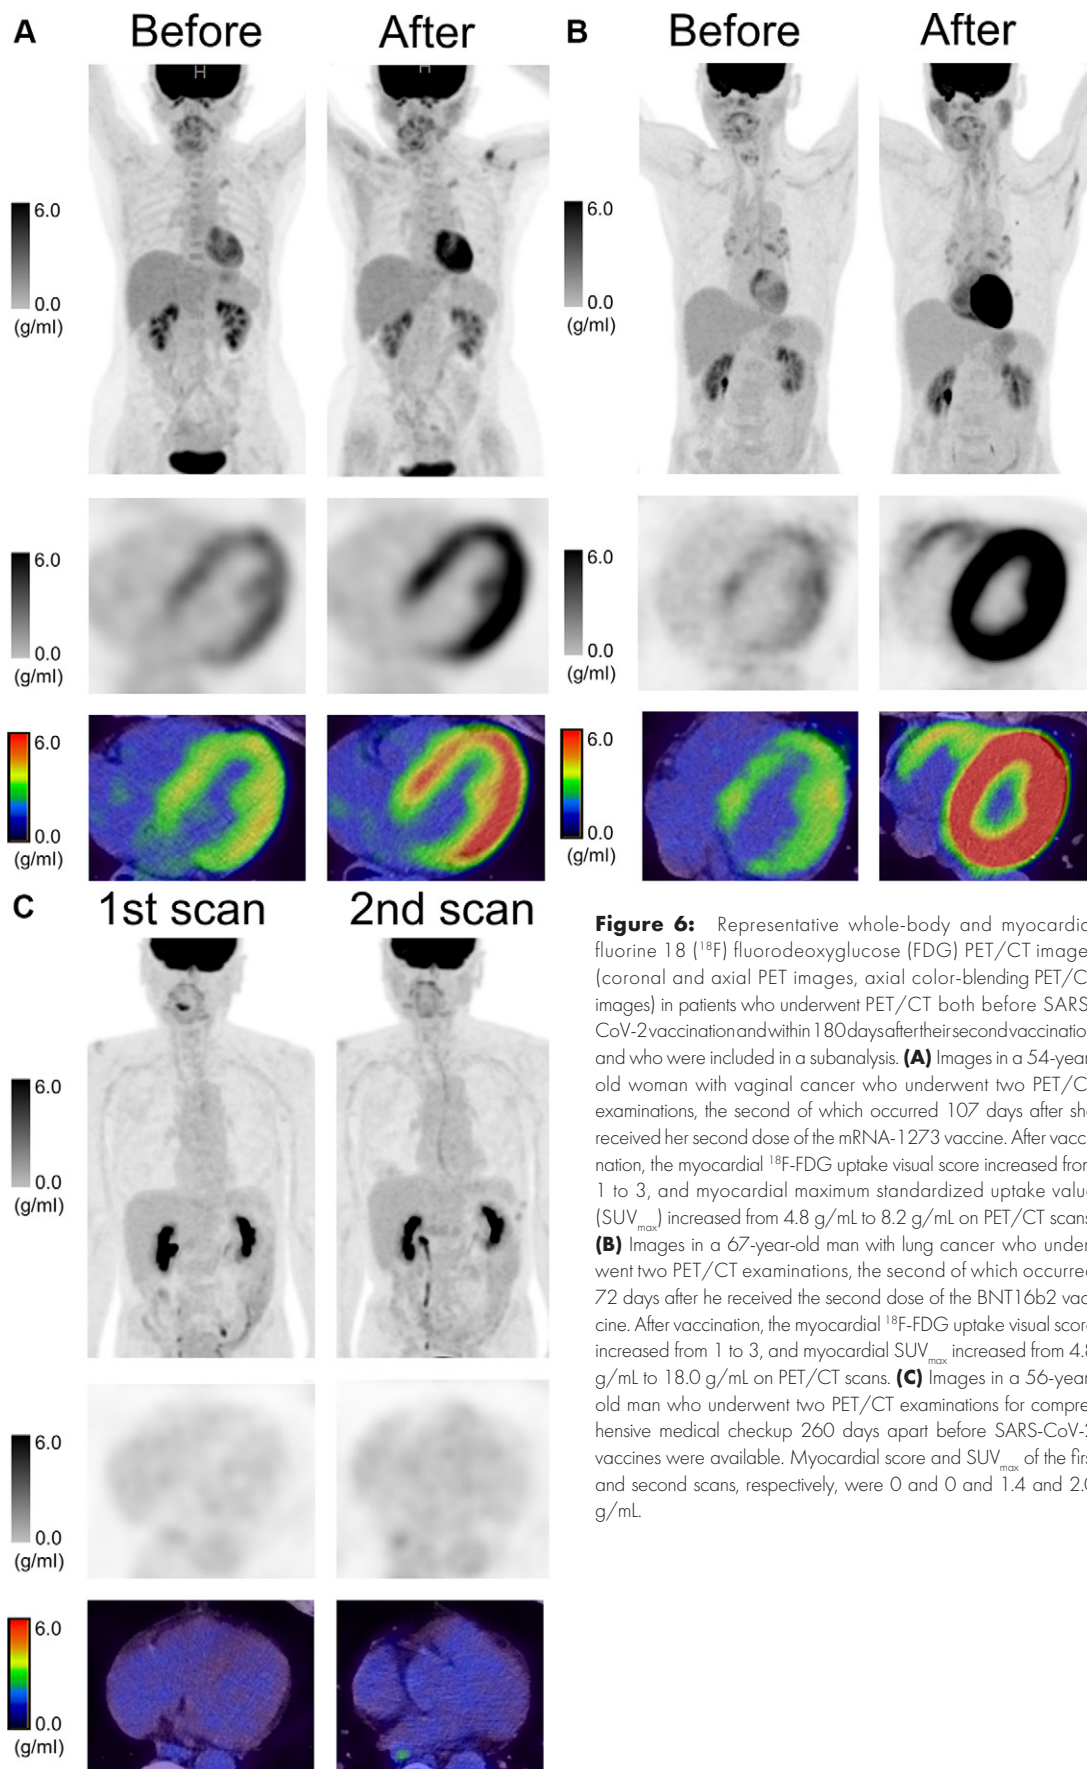 A Before After B Before After
H H
6.0 6.0
0.0 0.0
(g/ml) (g/ml)
6.0 6.0
0.0 0.0
(g/ml) (g/ml)
6.0 6.0
0.0 0.0
(g/ml) (g/ml)
C 1st scan 2nd scan
6.0
0.0
(g/ml)
6.0
0.0
(g/ml)
6.0
0.0
(g/ml)
Figure 6: Representative whole-body and myocardia
fluorine 18 (18F) fluorodeoxyglucose (FDG) PET/CT image
(coronal and axial PET images, axial color-blending PET/C
images) in patients who underwent PET/CT both before SARS
CoV-2 vaccination and within 180 days after their second vaccinatio
and who were included in a subanalysis. (A) Images in a 54-year
old woman with vaginal cancer who underwent two PET/C
examinations, the second of which occurred 107 days after sh
received her second dose of the mRNA-1273 vaccine. After vacci
nation, the myocardial 18F-FDG uptake visual score increased from
1 to 3, and myocardial maximum standardized uptake valu
(SUVmax) increased from 4.8 g/mL to 8.2 g/mL on PET/CT scans
(B) Images in a 67-year-old man with lung cancer who under
went two PET/CT examinations, the second of which occurred
72 days after he received the second dose of the BNT16b2 vac
cine. After vaccination, the myocardial 18F-FDG uptake visual score
increased from 1 to 3, and myocardial SUVmax increased from 4.8
g/mL to 18.0 g/mL on PET/CT scans. (C) Images in a 56-year
old man who underwent two PET/CT examinations for compre
hensive medical checkup 260 days apart before SARS-CoV-2
vaccines were available. Myocardial score and SUVmax of the firs
and second scans, respectively, were 0 and 0 and 1.4 and 2.0
g/mL.